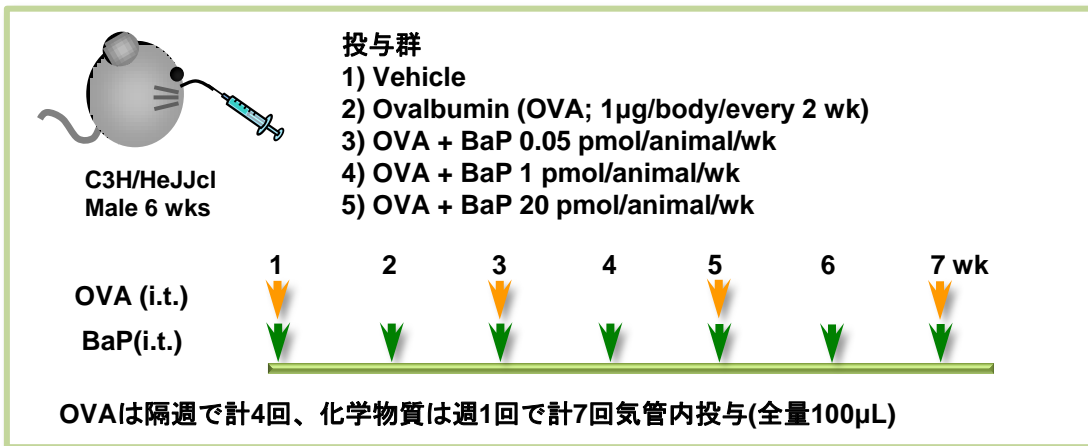 投与群
1) Vehicle
2) Ovalbumin (OVA; 1µg/body/every 2 wk)
3) OVA + BaP 0.05 pmol/animal/wk
4) OVA + BaP 1 pmol/animal/wk
5) OVA + BaP 20 pmol/animal/wk
C3H/HeJJcl
Male 6 wks
1 2 3 4 5 6 7 wk
OVA (i.t.)
BaP(i.t.)
OVAは隔週で計4回、化学物質は週1回で計7回気管内投与(全量100µL)